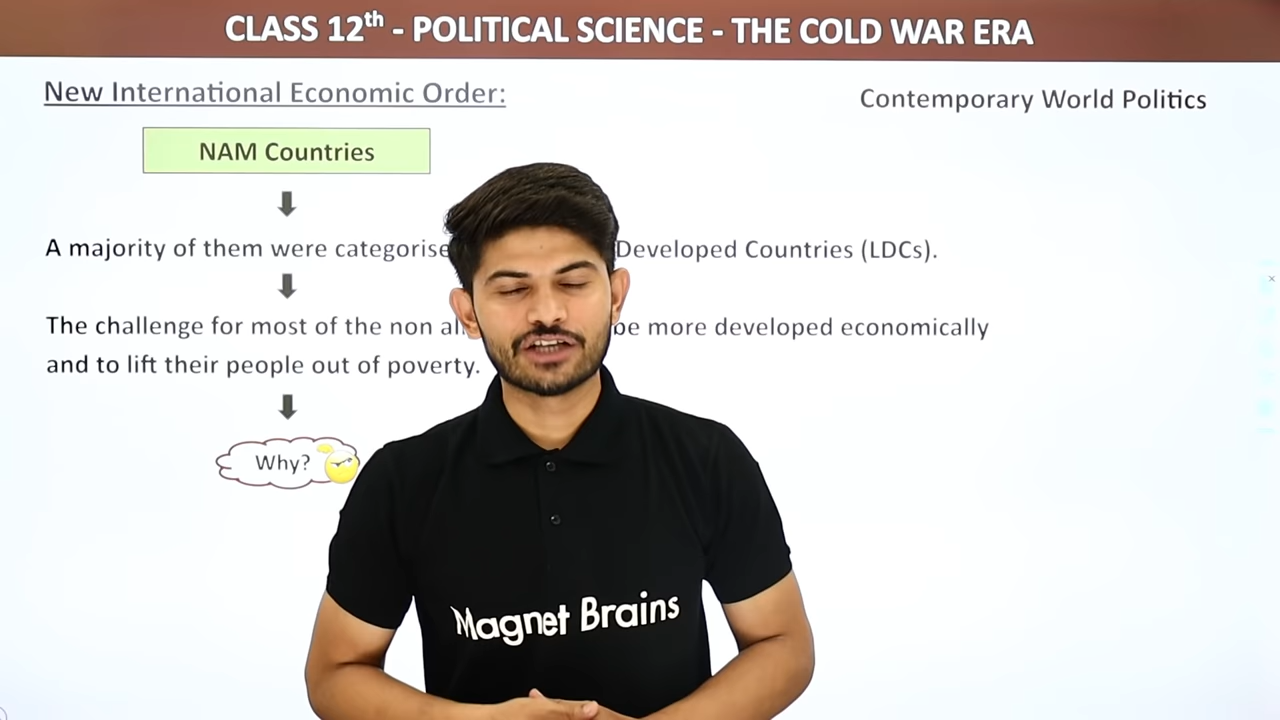 CLASS 12th - POLITICAL SCIENCE - THE COLD WAR ERA
New International Economic Order:
Contemporary World Politics
NAM Countries
A majority of them were categorise Developed Countries (LDCs).
The challenge for most of the non al be more developed economically
and to lift their people out of poverty.
Why?
Magnet Brains